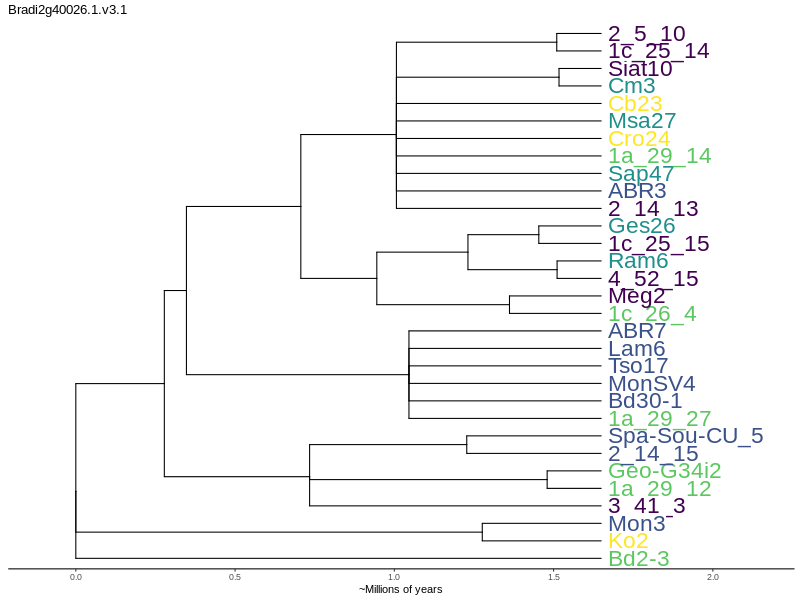 Bradi2g40026.1.v3.1
2_5_10
1c_25_14
Siat10
Cm3
Cb23
Msa27
Cro24
1a_29_14
Sap47
ABR3
2_14_13
Ges26
1c_25_15
Ram6
4_52_15
Meg2
1c_26_4
ABR7
Lam6
Tso17
MonSV4
Bd30-1
1a_29_27
Spa-Sou-CU_5
2_14_15
Geo-G34i2
1a_29_12
3_41_3
Mon3
Ko2
Bd2-3
0.0 0.5 1.0 1.5 2.0
~Millions of years